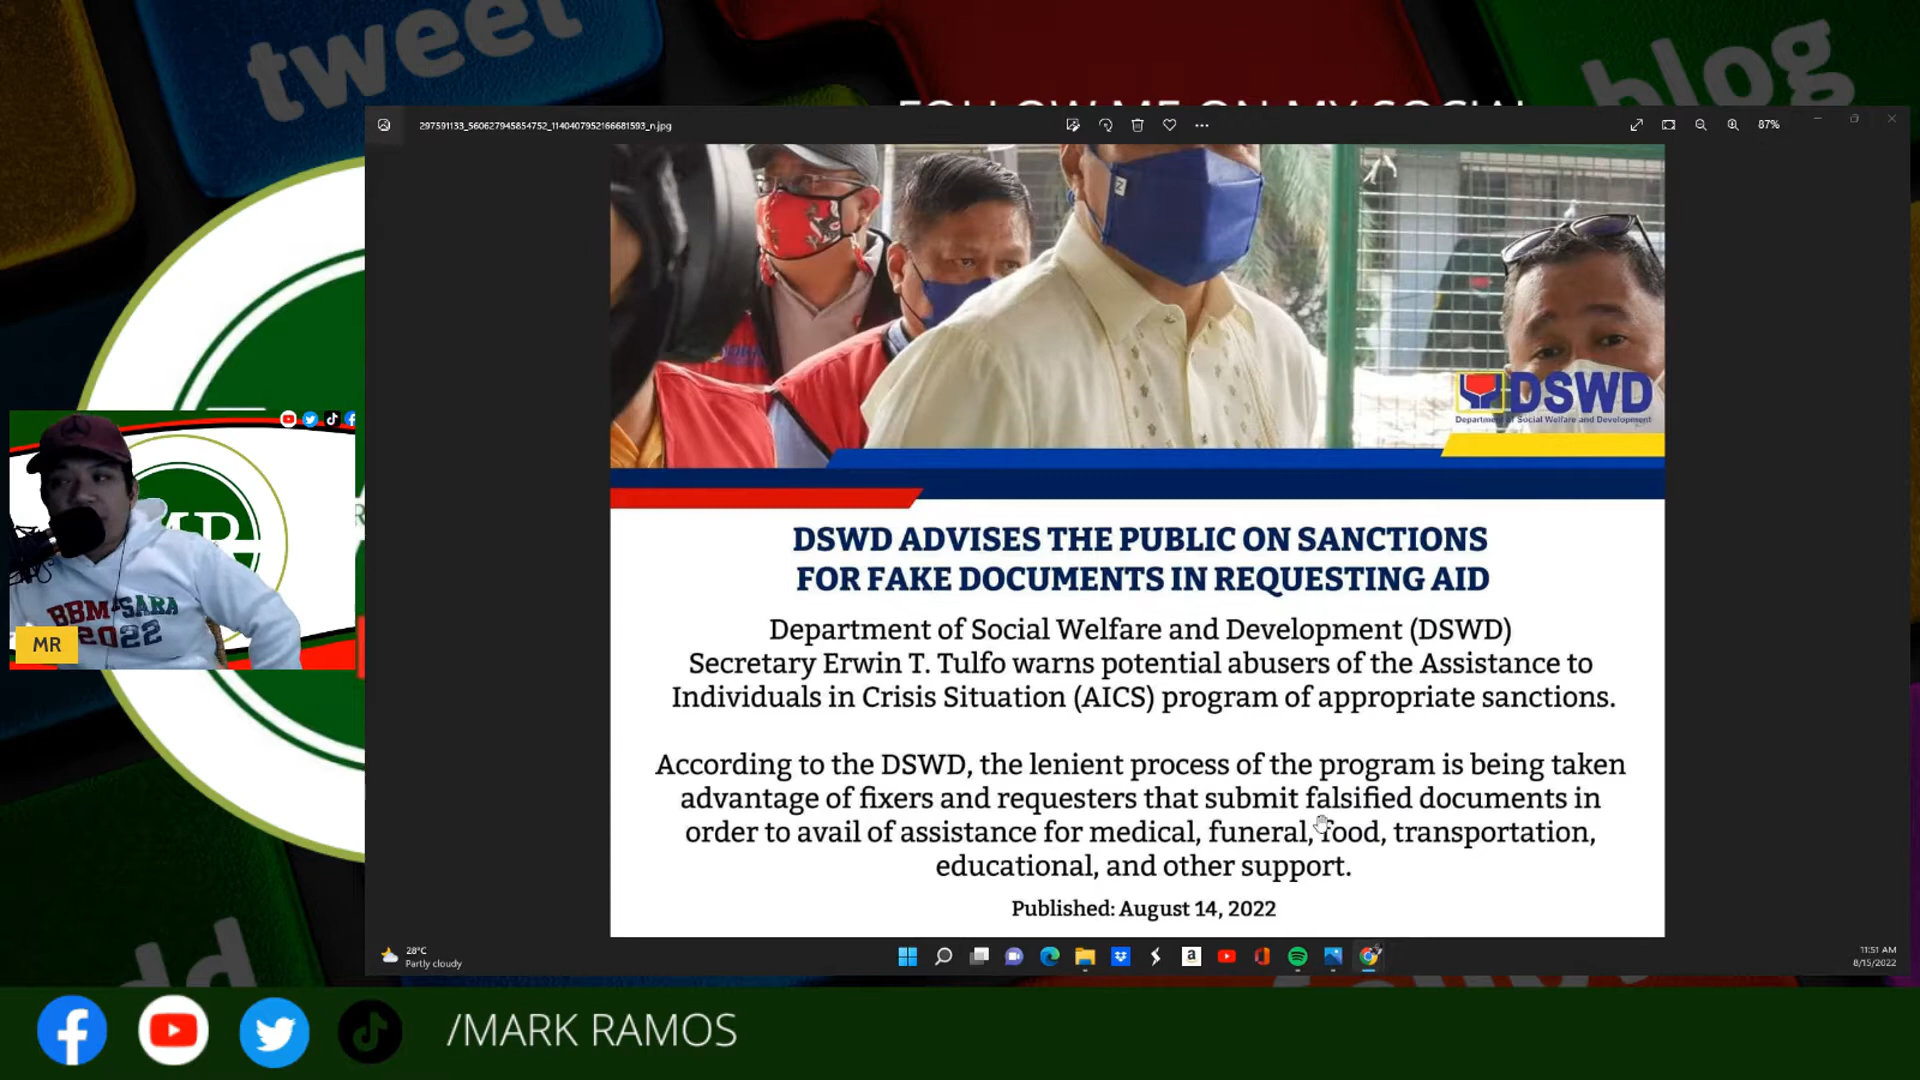 tweet
blog
FOLLOW ME ON MY SOCIAL
297591133_560627945854752_1140407952166681593_n.jpg
87%
DSWD
Department of Social Welfare and Development
DSWD ADVISES THE PUBLIC ON SANCTIONS
FOR FAKE DOCUMENTS IN REQUESTING AID
Department of Social Welfare and Development (DSWD)
Secretary Erwin T. Tulfo warns potential abusers of the Assistance to
Individuals in Crisis Situation (AICS) program of appropriate sanctions.
According to the DSWD, the lenient process of the program is being taken
advantage of fixers and requesters that submit falsified documents in
order to avail of assistance for medical, funeral, food, transportation,
educational, and other support.
Published: August 14, 2022
BBM SARA
2022
MR
28°C
Partly cloudy
11:51 AM
8/15/2022
/MARK RAMOS